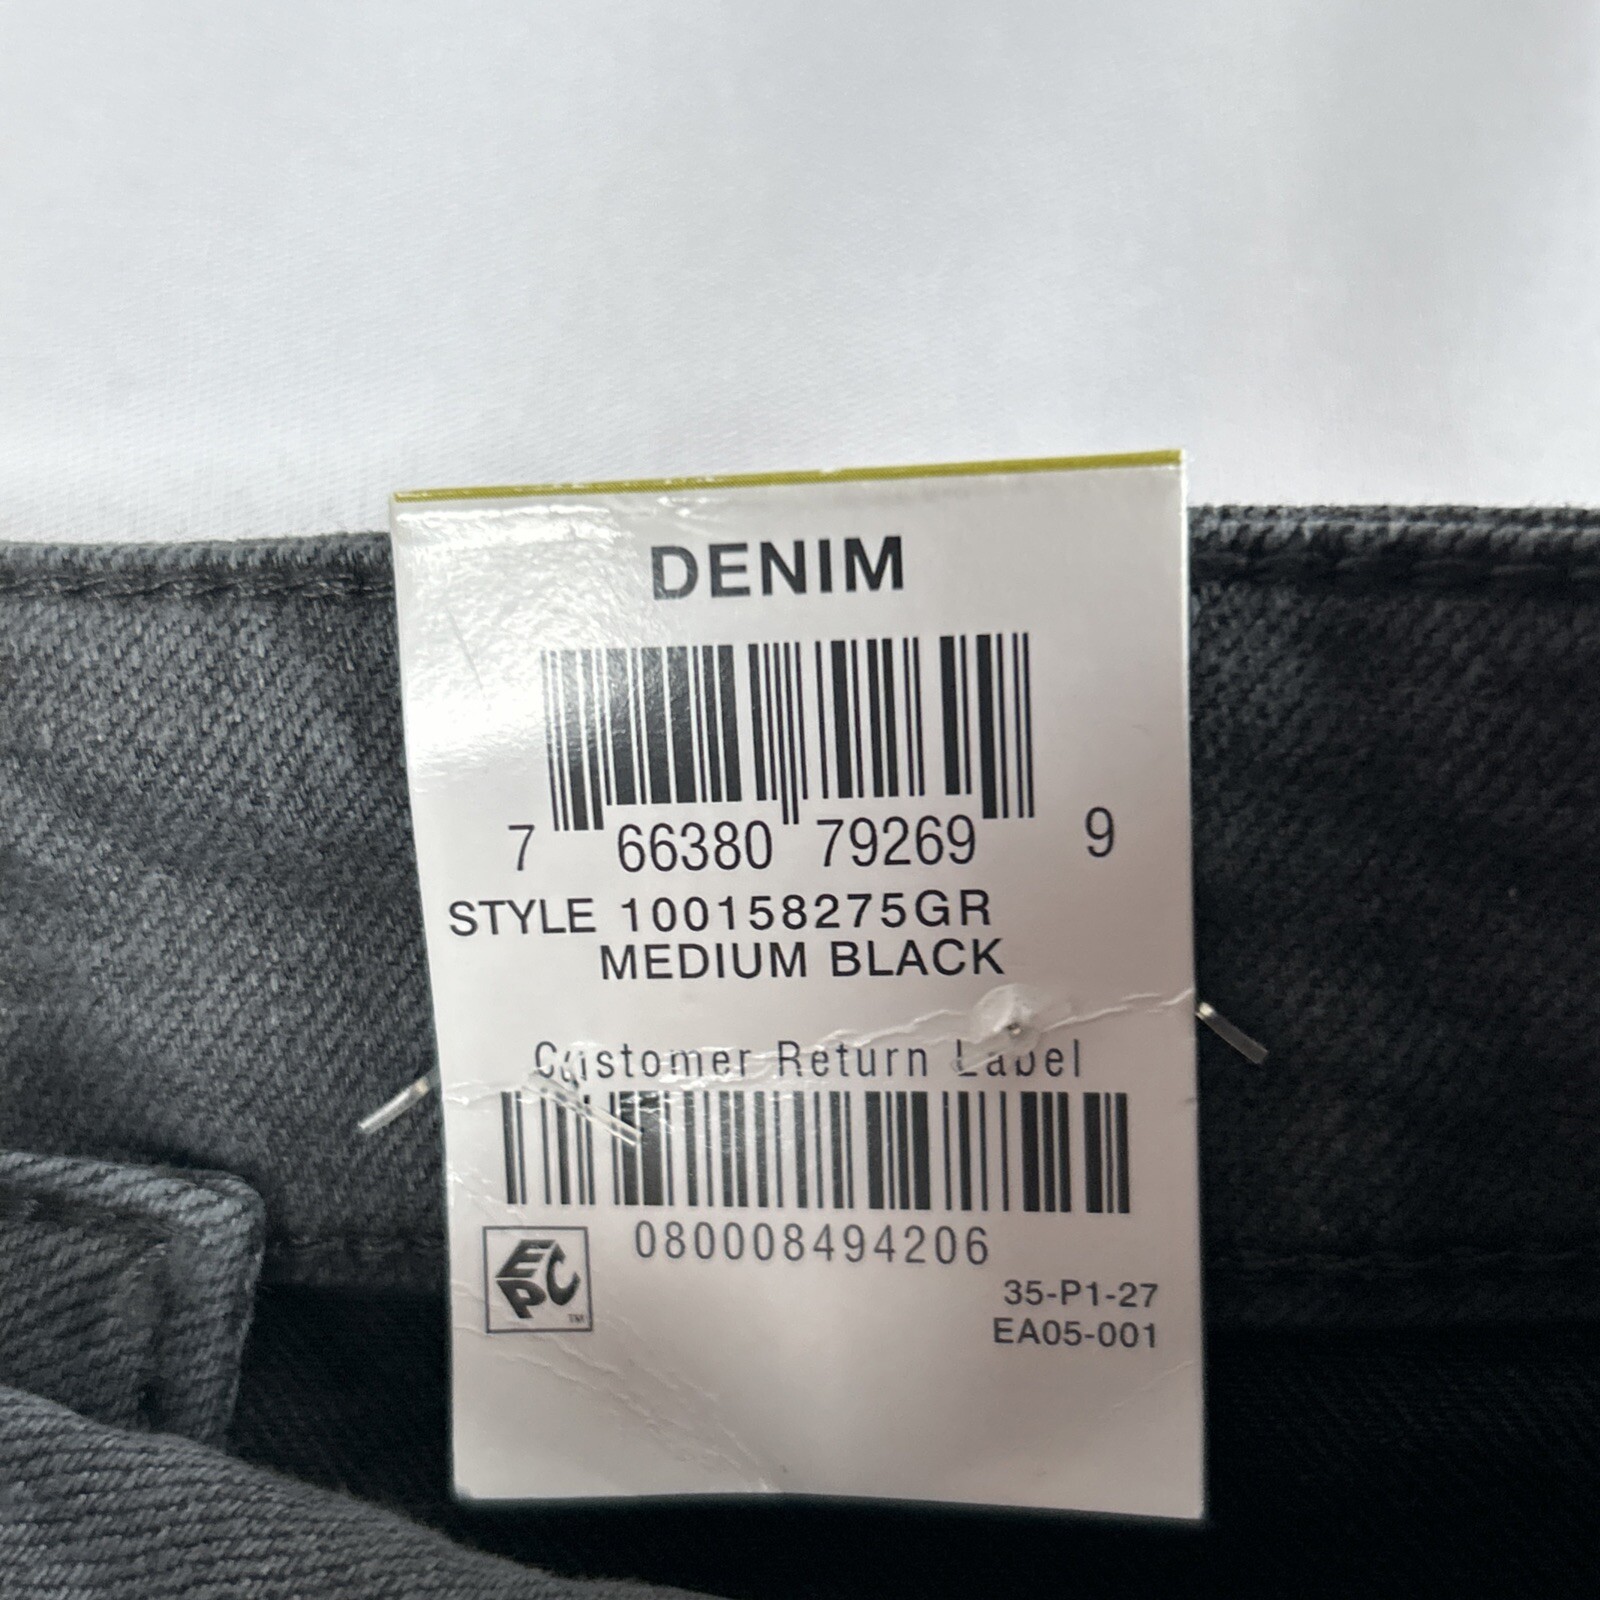 DENIM
7 66380 79269 9
STYLE 100158275GR
MEDIUM BLACK
Customer Return Label
080008494206
EPC TM
35-P1-27
EA05-001